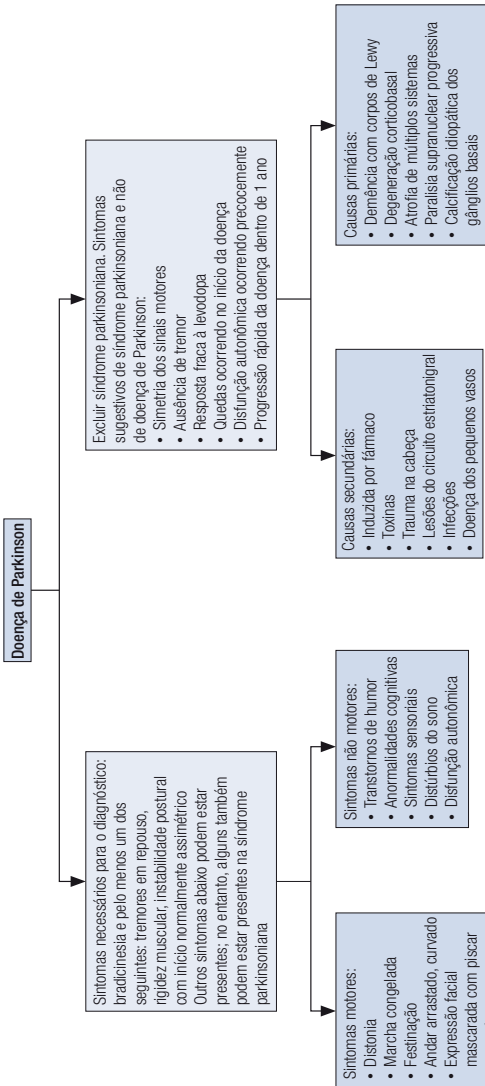 Doença de Parkinson
Sintomas necessários para o diagnóstico:
bradicinesia e pelo menos um dos
seguintes: tremores em repouso,
rigidez muscular, instabilidade postural
com início normalmente assimétrico
Outros sintomas abaixo podem estar
presentes; no entanto, alguns também
podem estar presentes na síndrome
parkinsoniana
Excluir síndrome parkinsoniana. Sintomas
sugestivos de síndrome parkinsoniana e não
de doença de Parkinson:
• Simetria dos sinais motores
• Ausência de tremor
• Resposta fraca à levodopa
• Quedas ocorrendo no início da doença
• Disfunção autonômica ocorrendo precocemente
• Progressão rápida da doença dentro de 1 ano
Sintomas motores:
• Distonia
• Marcha congelada
• Festinação
• Andar arrastado, curvado
• Expressão facial
mascarada com piscar
Sintomas não motores:
• Transtornos de humor
• Anormalidades cognitivas
• Sintomas sensoriais
• Distúrbios do sono
• Disfunção autonômica
Causas secundárias:
• Induzida por fármaco
• Toxinas
• Trauma na cabeça
• Lesões do circuito estriatonigral
• Infecções
• Doença dos pequenos vasos
Causas primárias:
• Demência com corpos de Lewy
• Degeneração corticobasal
• Atrofia de múltiplos sistemas
• Paralisia supranuclear progressiva
• Calcificação idiopática dos
gânglios basais